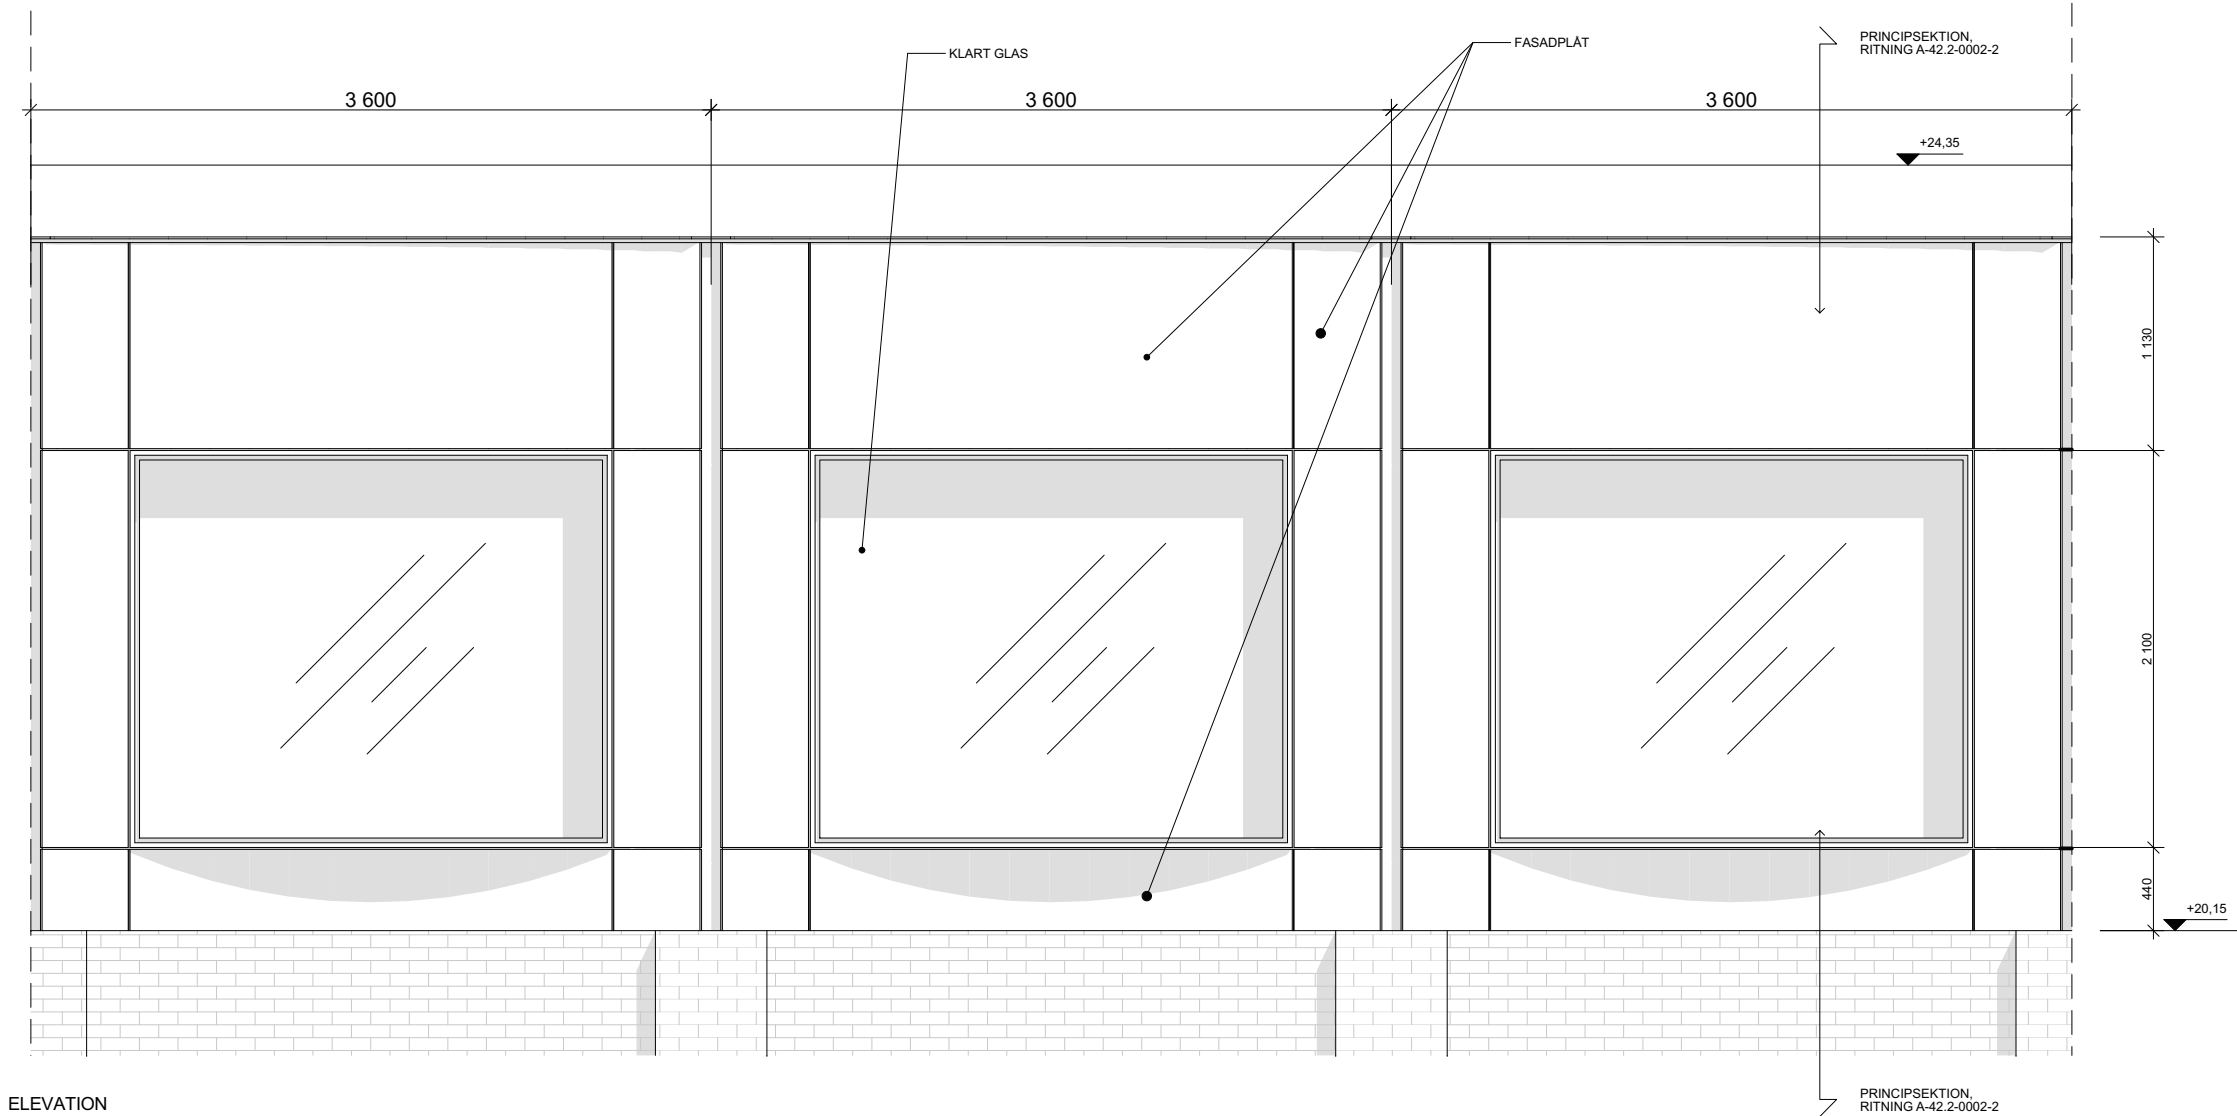 PRINCIPSEKTION,
RITNING A-42.2-0002-2
FASADPLÅT
KLART GLAS
3 600
3 600
3 600
+24,35
1 130
2 100
440
+20,15
PRINCIPSEKTION,
RITNING A-42.2-0002-2
ELEVATION